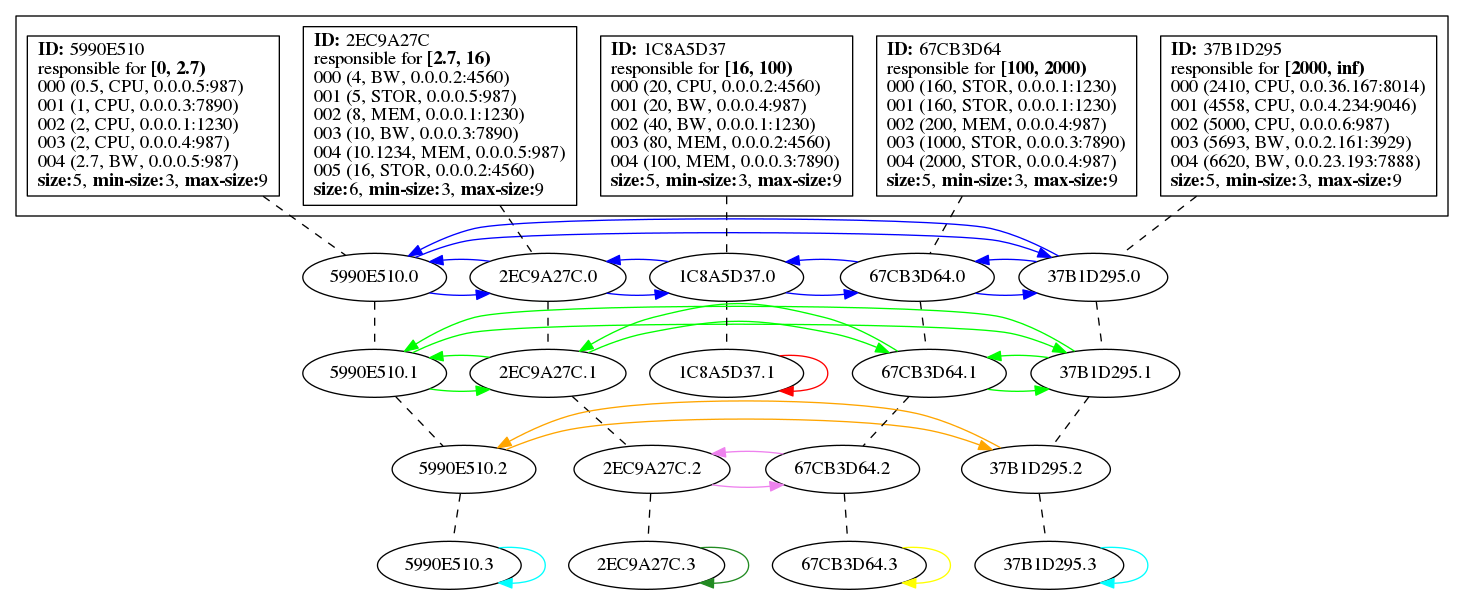 ID: 5990E510
responsible for [0, 2.7)
000 (0.5, CPU, 0.0.0.5:987)
001 (1, CPU, 0.0.0.3:7890)
002 (2, CPU, 0.0.0.1:1230)
003 (2, CPU, 0.0.0.4:987)
004 (2.7, BW, 0.0.0.5:987)
size:5, min-size:3, max-size:9
ID: 2EC9A27C
responsible for [2.7, 16)
000 (4, BW, 0.0.0.2:4560)
001 (5, STOR, 0.0.0.5:987)
002 (8, MEM, 0.0.0.1:1230)
003 (10, BW, 0.0.0.3:7890)
004 (10.1234, MEM, 0.0.0.5:987)
005 (16, STOR, 0.0.0.2:4560)
size:6, min-size:3, max-size:9
ID: 1C8A5D37
responsible for [16, 100)
000 (20, CPU, 0.0.0.2:4560)
001 (20, BW, 0.0.0.4:987)
002 (40, BW, 0.0.0.1:1230)
003 (80, MEM, 0.0.0.2:4560)
004 (100, MEM, 0.0.0.3:7890)
size:5, min-size:3, max-size:9
ID: 67CB3D64
responsible for [100, 2000)
000 (160, STOR, 0.0.0.1:1230)
001 (160, STOR, 0.0.0.1:1230)
002 (200, MEM, 0.0.0.4:987)
003 (1000, STOR, 0.0.0.3:7890)
004 (2000, STOR, 0.0.0.4:987)
size:5, min-size:3, max-size:9
ID: 37B1D295
responsible for [2000, inf)
000 (2410, CPU, 0.0.36.167:8014)
001 (4558, CPU, 0.0.4.234:9046)
002 (5000, CPU, 0.0.0.6:987)
003 (5693, BW, 0.0.2.161:3929)
004 (6620, BW, 0.0.23.193:7888)
size:5, min-size:3, max-size:9
5990E510.0
2EC9A27C.0
1C8A5D37.0
67CB3D64.0
37B1D295.0
5990E510.1
2EC9A27C.1
1C8A5D37.1
67CB3D64.1
37B1D295.1
5990E510.2
2EC9A27C.2
67CB3D64.2
37B1D295.2
5990E510.3
2EC9A27C.3
67CB3D64.3
37B1D295.3